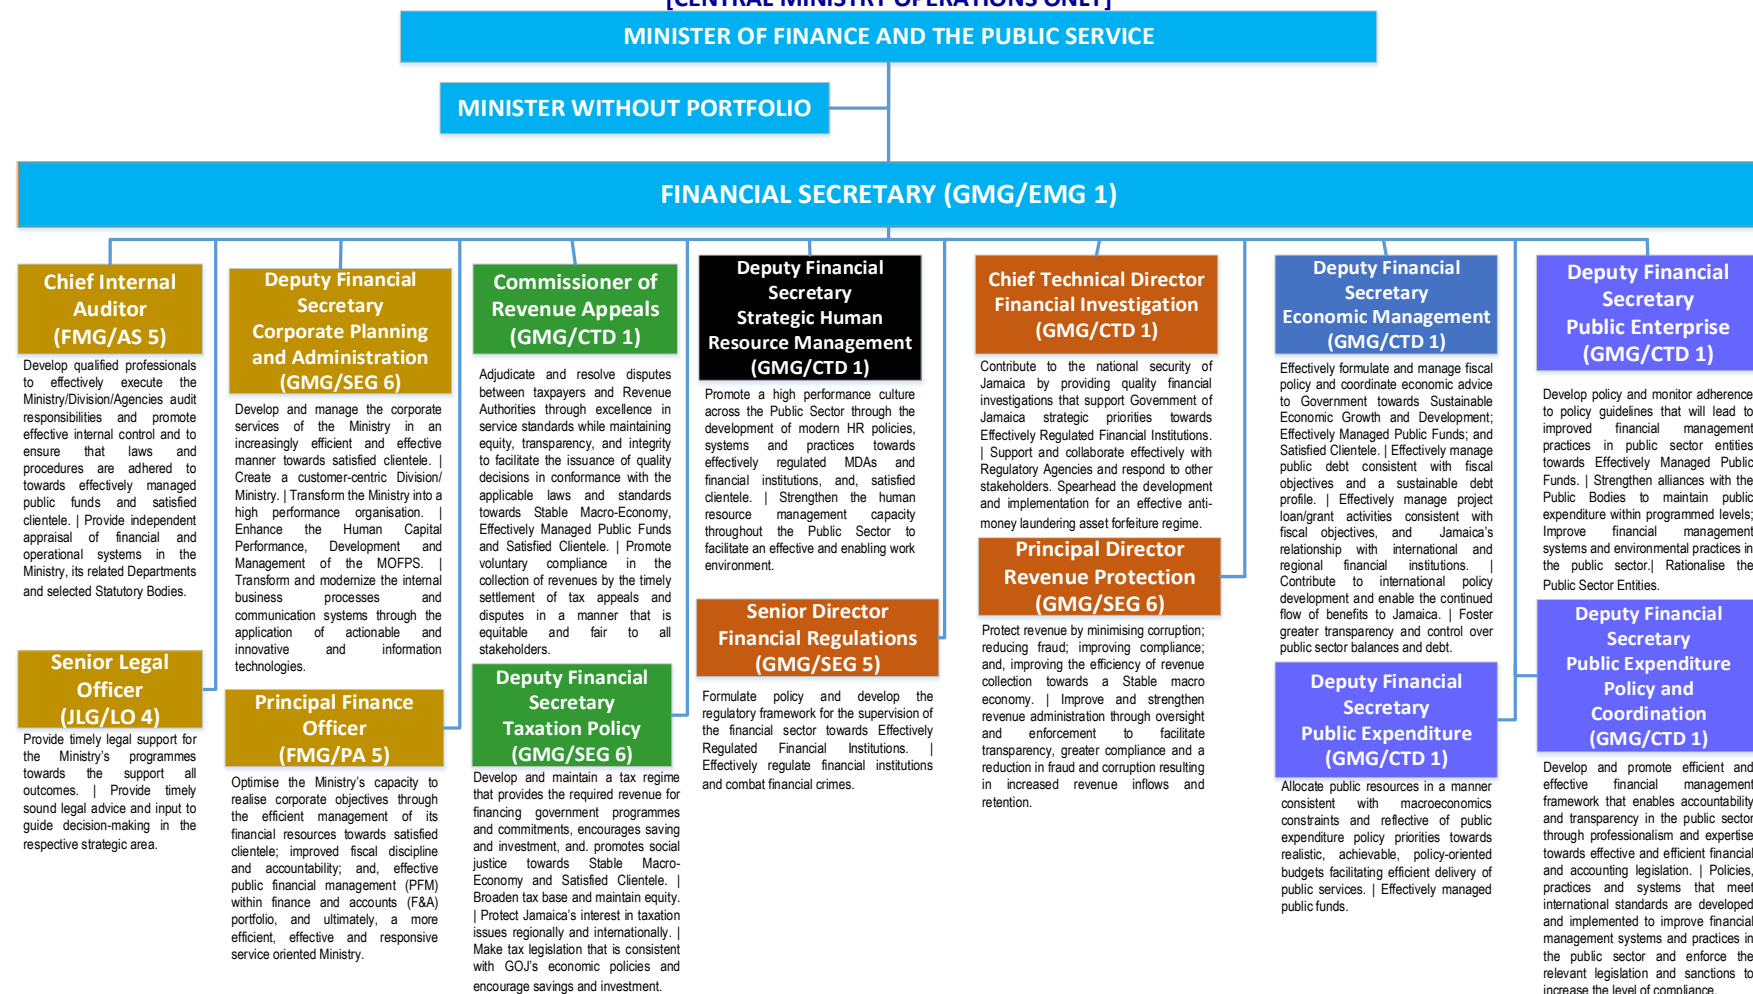 [CENTRAL MINISTRY OPERATIONS ONLY]
MINISTER OF FINANCE AND THE PUBLIC SERVICE
MINISTER WITHOUT PORTFOLIO
FINANCIAL SECRETARY (GMG/EMG 1)
Chief Internal
Auditor
(FMG/AS 5)
Develop qualified professionals
to effectively execute the
Ministry/Division/Agencies audit
responsibilities and promote
effective internal control and to
ensure that laws and
procedures are adhered to
towards effectively managed
public funds and satisfied
clientele. | Provide independent
appraisal of financial and
operational systems in the
Ministry, its related Departments
and selected Statutory Bodies.
Senior Legal
Officer
(JLG/LO 4)
Provide timely legal support for
the Ministry's programmes
towards the support all
outcomes. | Provide timely
sound legal advice and input to
guide decision-making in the
respective strategic area.
Deputy Financial
Secretary
Corporate Planning
and Administration
(GMG/SEG 6)
Develop and manage the corporate
services of the Ministry in an
increasingly efficient and effective
manner towards satisfied clientele. |
Create a customer-centric Division/
Ministry. | Transform the Ministry into a
high performance organisation. |
Enhance the Human Capital
Performance, Development and
Management of the MOFPS. |
Transform and modernize the internal
business processes and
communication systems through the
application of actionable and
innovative and information
technologies.
Principal Finance
Officer
(FMG/PA 5)
Optimise the Ministry's capacity to
realise corporate objectives through
the efficient management of its
financial resources towards satisfied
clientele; improved fiscal discipline
and accountability; and, effective
public financial management (PFM)
within finance and accounts (F&A)
portfolio, and ultimately, a more
efficient, effective and responsive
service oriented Ministry.
Commissioner of
Revenue Appeals
(GMG/CTD 1)
Adjudicate and resolve disputes
between taxpayers and Revenue
Authorities through excellence in
service standards while maintaining
equity, transparency, and integrity
to facilitate the issuance of quality
decisions in conformance with the
applicable laws and standards
towards Stable Macro-Economy,
Effectively Managed Public Funds
and Satisfied Clientele. | Promote
voluntary compliance in the
collection of revenues by the timely
settlement of tax appeals and
disputes in a manner that is
equitable and fair to all
stakeholders.
Deputy Financial
Secretary
Taxation Policy
(GMG/SEG 6)
Develop and maintain a tax regime
that provides the required revenue for
financing government programmes
and commitments, encourages saving
and investment, and. promotes social
justice towards Stable Macro-
Economy and Satisfied Clientele. |
Broaden tax base and maintain equity.
| Protect Jamaica's interest in taxation
issues regionally and internationally. |
Make tax legislation that is consistent
with GOJ's economic policies and
encourage savings and investment.
Deputy Financial
Secretary
Strategic Human
Resource Management
(GMG/CTD 1)
Promote a high performance culture
across the Public Sector through the
development of modern HR policies,
systems and practices towards
effectively regulated MDAs and
financial institutions, and, satisfied
clientele. | Strengthen the human
resource management capacity
throughout the Public Sector to
facilitate an effective and enabling work
environment.
Senior Director
Financial Regulations
(GMG/SEG 5)
Formulate policy and develop the
regulatory framework for the supervision of
the financial sector towards Effectively
Regulated Financial Institutions. |
Effectively regulate financial institutions
and combat financial crimes.
Chief Technical Director
Financial Investigation
(GMG/CTD 1)
Contribute to the national security of
Jamaica by providing quality financial
investigations that support Government of
Jamaica strategic priorities towards
Effectively Regulated Financial Institutions.
| Support and collaborate effectively with
Regulatory Agencies and respond to other
stakeholders. Spearhead the development
and implementation for an effective anti-
money laundering asset forfeiture regime.
Principal Director
Revenue Protection
(GMG/SEG 6)
Protect revenue by minimising corruption;
reducing fraud; improving compliance;
and, improving the efficiency of revenue
collection towards a Stable macro
economy. | Improve and strengthen
revenue administration through oversight
and enforcement to facilitate
transparency, greater compliance and a
reduction in fraud and corruption resulting
in increased revenue inflows and
retention.
Deputy Financial
Secretary
Economic Management
(GMG/CTD 1)
Effectively formulate and manage fiscal
policy and coordinate economic advice
to Government towards Sustainable
Economic Growth and Development;
Effectively Managed Public Funds; and
Satisfied Clientele. | Effectively manage
public debt consistent with fiscal
objectives and a sustainable debt
profile. | Effectively manage project
loan/grant activities consistent with
fiscal objectives, and Jamaica's
relationship with international and
regional financial institutions. |
Contribute to international policy
development and enable the continued
flow of benefits to Jamaica. | Foster
greater transparency and control over
public sector balances and debt.
Deputy Financial
Secretary
Public Expenditure
(GMG/CTD 1)
Allocate public resources in a manner
consistent with macroeconomics
constraints and reflective of public
expenditure policy priorities towards
realistic, achievable, policy-oriented
budgets facilitating efficient delivery of
public services. | Effectively managed
public funds.
Deputy Financial
Secretary
Public Enterprise
(GMG/CTD 1)
Develop policy and monitor adherence
to policy guidelines that will lead to
improved financial management
practices in public sector entities
towards Effectively Managed Public
Funds. | Strengthen alliances with the
Public Bodies to maintain public
expenditure within programmed levels;
Improve financial management
systems and environmental practices in
the public sector.| Rationalise the
Public Sector Entities.
Deputy Financial
Secretary
Public Expenditure
Policy and
Coordination
(GMG/CTD 1)
Develop and promote efficient and
effective financial management
framework that enables accountability
and transparency in the public sector
through professionalism and expertise
towards effective and efficient financial
and accounting legislation. | Policies,
practices and systems that meet
international standards are developed
and implemented to improve financial
management systems and practices in
the public sector and enforce the
relevant legislation and sanctions to
increase the level of compliance.